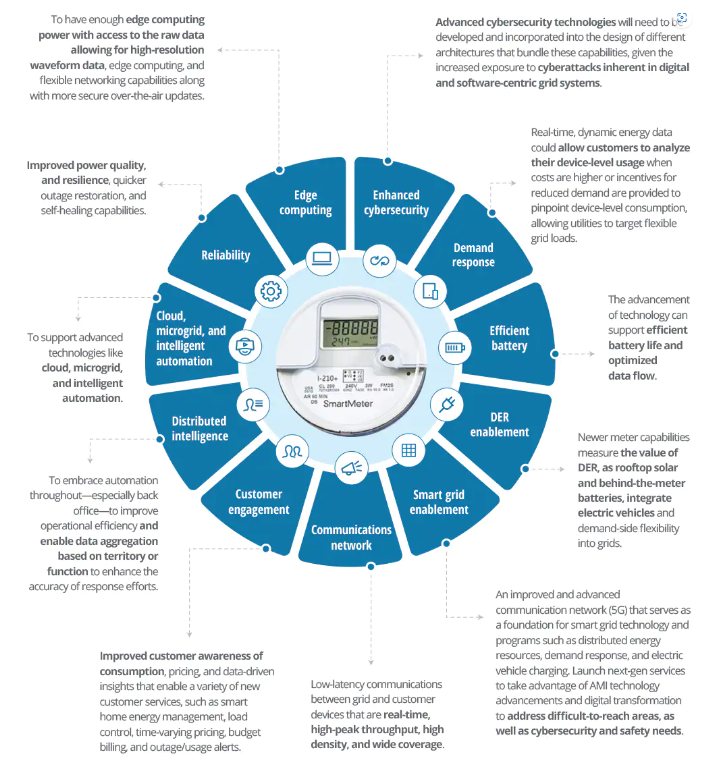 To have enough edge computing
power with access to the raw data
allowing for high-resolution
waveform data, edge computing, and
flexible networking capabilities along
with more secure over-the-air updates.
Advanced cybersecurity technologies will need to be
developed and incorporated into the design of different
architectures that bundle these capabilities, given the
increased exposure to cyberattacks inherent in digital
and software-centric grid systems.
Real-time, dynamic energy data
could allow customers to analyze
their device-level usage when
costs are higher or incentives for
reduced demand are provided to
pinpoint device-level consumption,
allowing utilities to target flexible
grid loads.
Improved power quality,
and resilience, quicker
outage restoration, and
self-healing capabilities.
Edge
computing
Enhanced
cybersecurity
Reliability
Demand
response
Cloud,
microgrid, and
intelligent
automation
Efficient
battery
Distributed
intelligence
DER
enablement
Customer
engagement
Smart grid
enablement
Communications
network
I-210+
CL 200
240V
3W
SmartMeter
The advancement
of technology can
support efficient
battery life and
optimized
data flow.
To support advanced
technologies like
cloud, microgrid,
and intelligent
automation.
Newer meter capabilities
measure the value of
DER, as rooftop solar
and behind-the-meter
batteries, integrate
electric vehicles and
demand-side flexibility
into grids.
To embrace automation
throughout—especially back
office—to improve
operational efficiency and
enable data aggregation
based on territory or
function to enhance the
accuracy of response efforts.
An improved and advanced
communication network (5G) that serves as
a foundation for smart grid technology and
programs such as distributed energy
resources, demand response, and electric
vehicle charging. Launch next-gen services
to take advantage of AMI technology
advancements and digital transformation
to address difficult-to-reach areas, as
well as cybersecurity and safety needs.
Improved customer awareness of
consumption, pricing, and data-driven
insights that enable a variety of new
customer services, such as smart
home energy management, load
control, time-varying pricing, budget
billing, and outage/usage alerts.
Low-latency communications
between grid and customer
devices that are real-time,
high-peak throughput, high
density, and wide coverage.